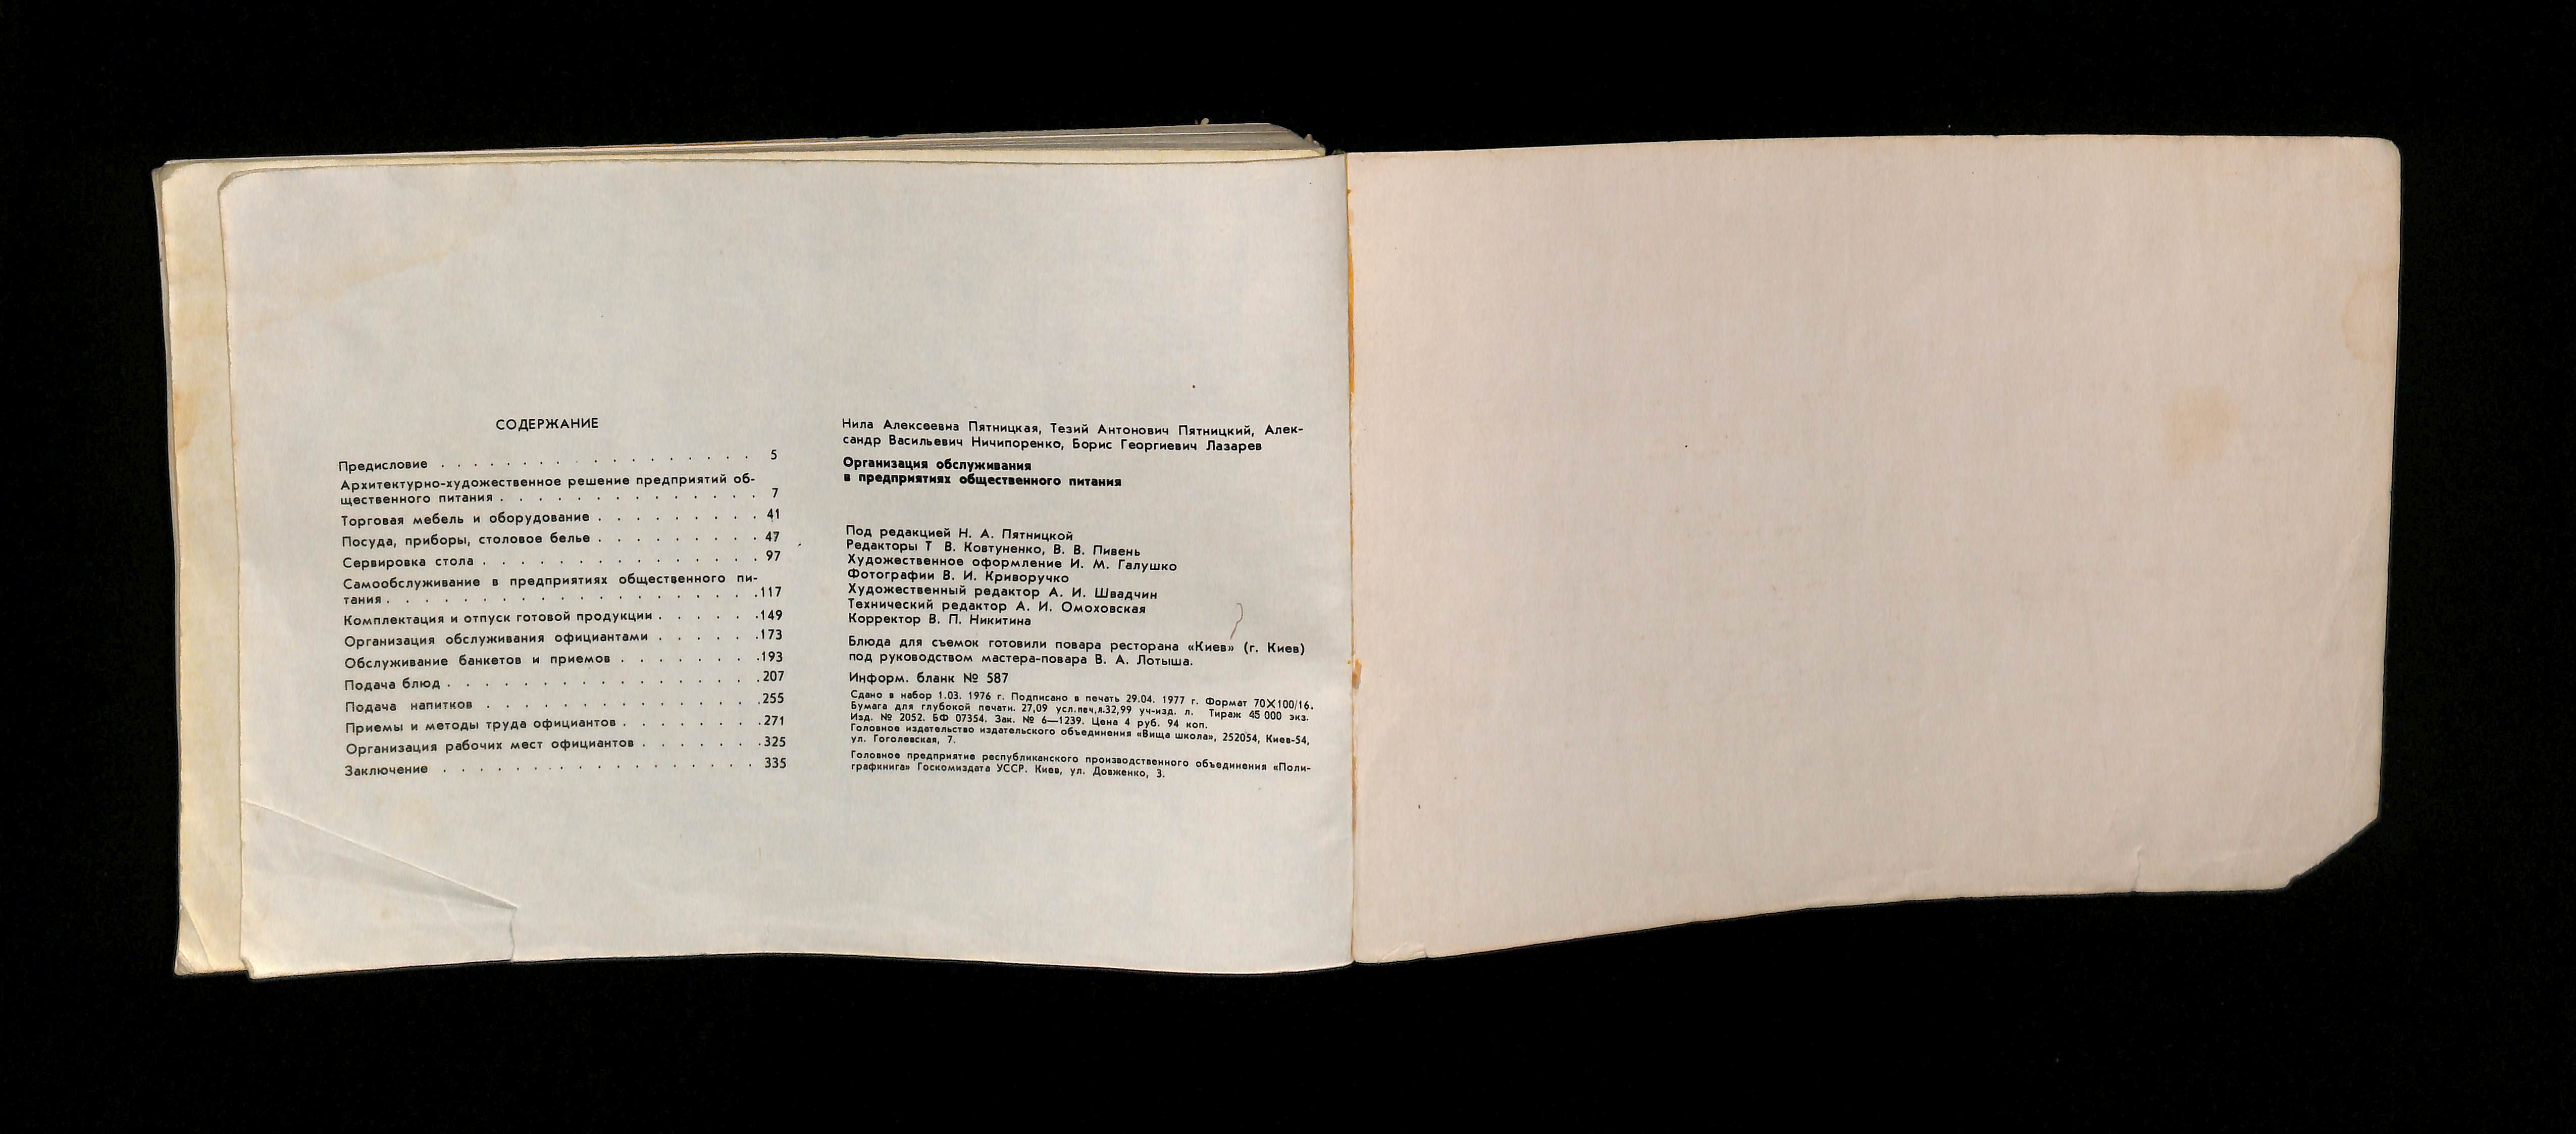 СОДЕРЖАНИЕ
Предисловие . . . . . . . . . . . . . . . . . 5
Архитектурно-художественное решение предприятий об-
щественного питания . . . . . . . . . . . . . . 7
Торговая мебель и оборудование . . . . . . . . . 41
Посуда, приборы, столовое белье . . . . . . . . . 47
Сервировка стола . . . . . . . . . . . . . . . 97
Самообслуживание в предприятиях общественного пи-
тания . . . . . . . . . . . . . . . . . . . 117
Комплектация и отпуск готовой продукции . . . . . . 149
Организация обслуживания официантами . . . . . . 173
Обслуживание банкетов и приемов . . . . . . . . 193
Подача блюд . . . . . . . . . . . . . . . . 207
Подача напитков . . . . . . . . . . . . . . 255
Приемы и методы труда официантов . . . . . . . . 271
Организация рабочих мест официантов . . . . . . . 325
Заключение . . . . . . . . . . . . . . . . . 335
Нила Алексеевна Пятницкая, Тезий Антонович Пятницкий, Алек-
сандр Васильевич Ничипоренко, Борис Георгиевич Лазарев
Организация обслуживания
в предприятиях общественного питания
Под редакцией Н. А. Пятницкой
Редакторы Т В. Ковтуненко, В. В. Пивень
Художественное оформление И. М. Галушко
Фотографии В. И. Криворучко
Художественный редактор А. И. Швадчин
Технический редактор А. И. Омоховская
Корректор В. П. Никитина
Блюда для съемок готовили повара ресторана «Киев» (г. Киев)
под руководством мастера-повара В. А. Лотыша.
Информ. бланк № 587
Сдано в набор 1.03. 1976 г. Подписано в печать 29.04. 1977 г. Формат 70X100/16.
Бумага для глубокой печати. 27,09 усл.печ.л.32,99 уч-изд. л. Тираж 45 000 экз.
Изд. № 2052. БФ 07354. Зак. № 6—1239. Цена 4 руб. 94 коп.
Головное издательство издательского объединения «Вища школа», 252054, Киев-54,
ул. Гоголевская, 7.
Головное предприятие республиканского производственного объединения «Поли-
графкнига» Госкомиздата УССР. Киев, ул. Довженко, 3.